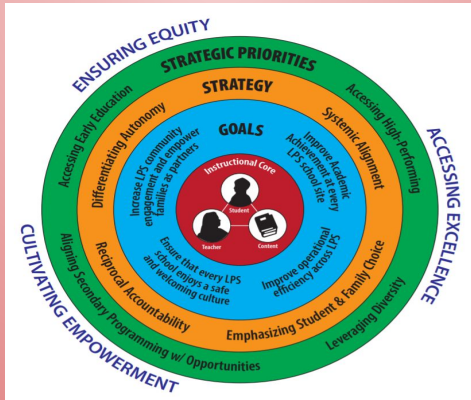 ENSURING EQUITY
ACCESSING EXCELLENCE
CULTIVATING EMPOWERMENT
STRATEGIC PRIORITIES
Accessing Early Education
Accessing High-Performing
Aligning Secondary Programming w/ Opportunities
Leveraging Diversity
STRATEGY
Differentiating Autonomy
Systemic Alignment
Reciprocal Accountability
Emphasizing Student & Family Choice
GOALS
Increase LPS community
engagement and empower
families as partners
Improve Academic
Achievement at every
LPS school site
Ensure that every LPS
school enjoys a safe
and welcoming culture
Improve operational
efficiency across LPS
Instructional Core
Student
Teacher
Content